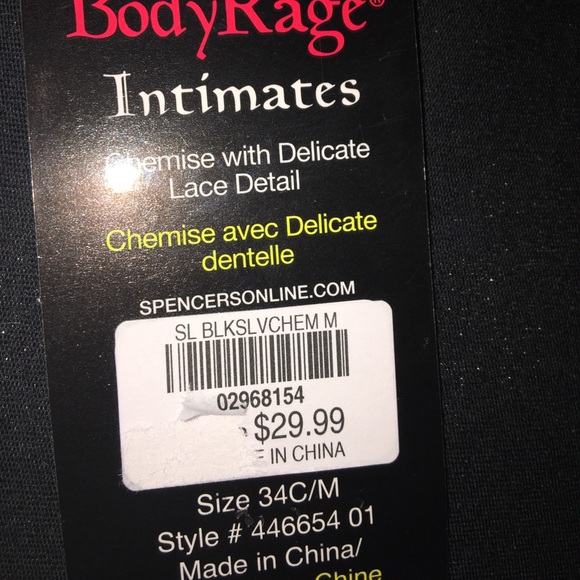 BodyRage®
Intimates
Chemise with Delicate
Lace Detail
Chemise avec Delicate
dentelle
SPENCERSONLINE.COM
SL BLKSLVCHEM M
02968154
$29.99
IN CHINA
Size 34C/M
Style # 446654 01
Made in China/
Chine